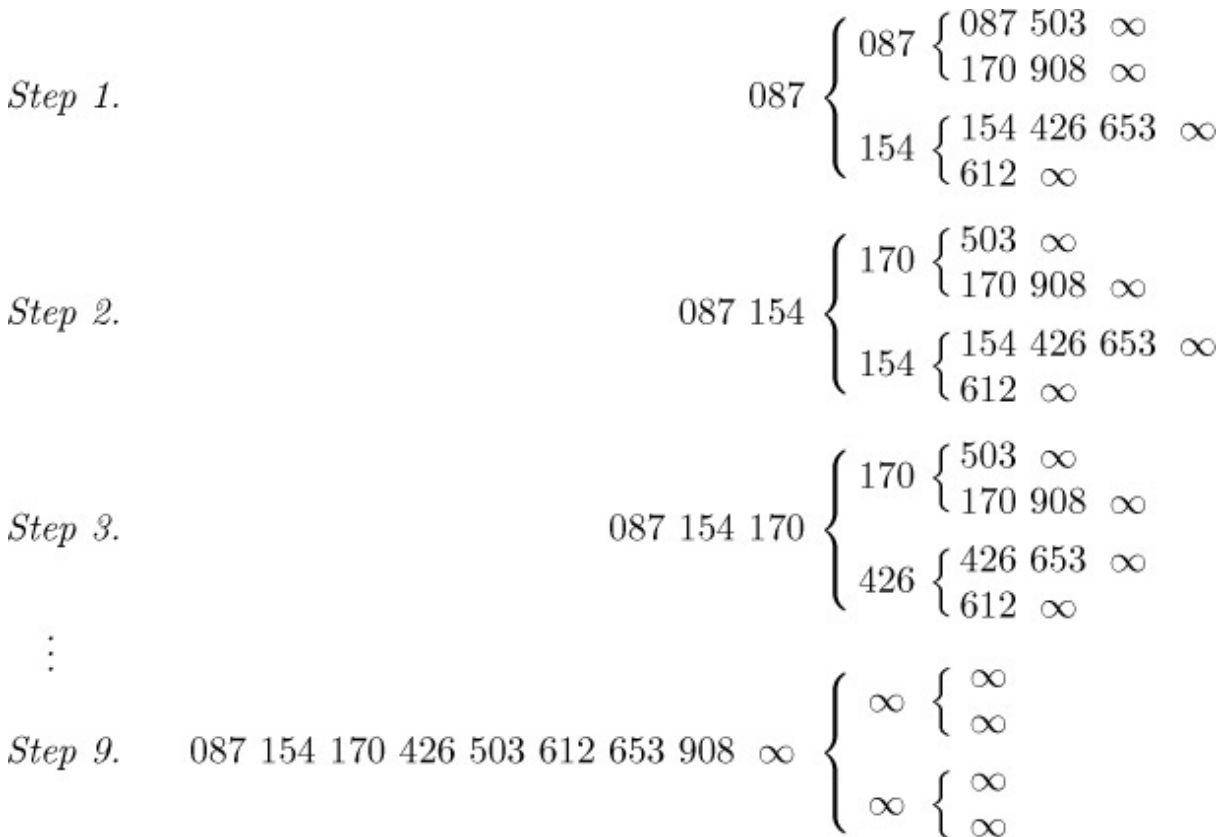 087 503 ∞
087
170 908 ∞
Step 1. 087
154 426 653 ∞
154
612 ∞
503 ∞
170
170 908 ∞
Step 2. 087 154
154 426 653 ∞
154
612 ∞
503 ∞
170
170 908 ∞
Step 3. 087 154 170
426 653 ∞
426
612 ∞
⋮
∞
∞
∞
Step 9. 087 154 170 426 503 612 653 908 ∞
∞
∞
∞